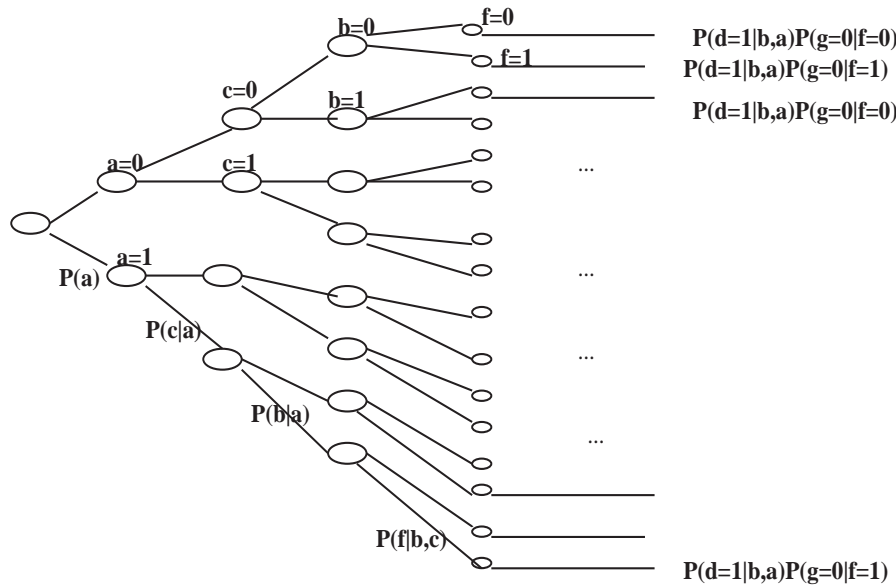 f=0
b=0
P(d=1|b,a)P(g=0|f=0)
f=1
P(d=1|b,a)P(g=0|f=1)
c=0
b=1
P(d=1|b,a)P(g=0|f=0)
a=0
c=1
...
a=1
P(a)
...
P(c|a)
...
P(b|a)
...
P(f|b,c)
P(d=1|b,a)P(g=0|f=1)